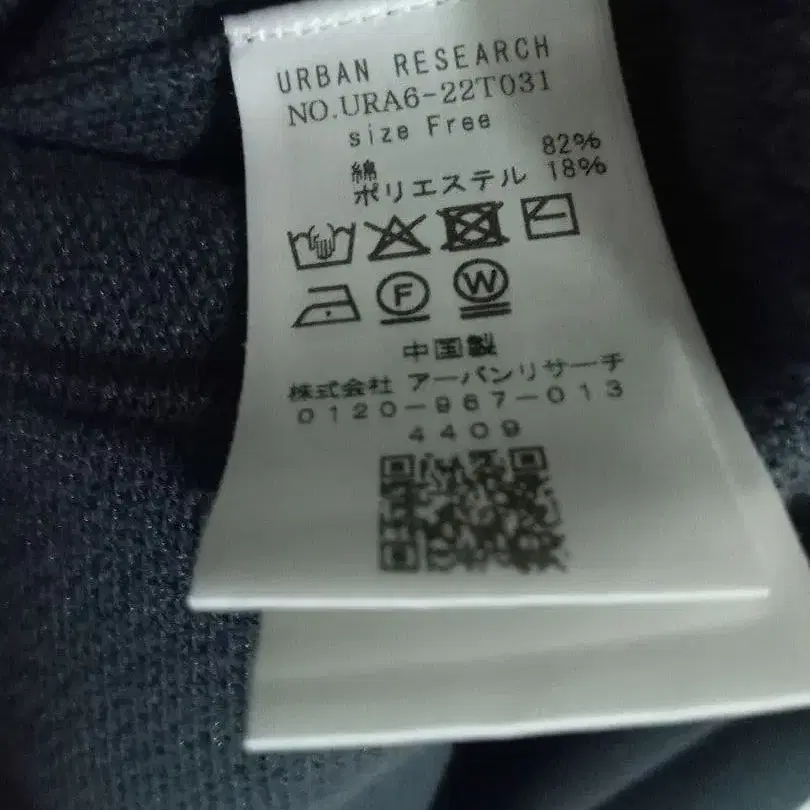 URBAN RESEARCH
NO.URA6-22T031
size Free
綿 82%
ポリエステル 18%
F W
中国製
株式会社 アーバンリサーチ
0120-967-013
4409